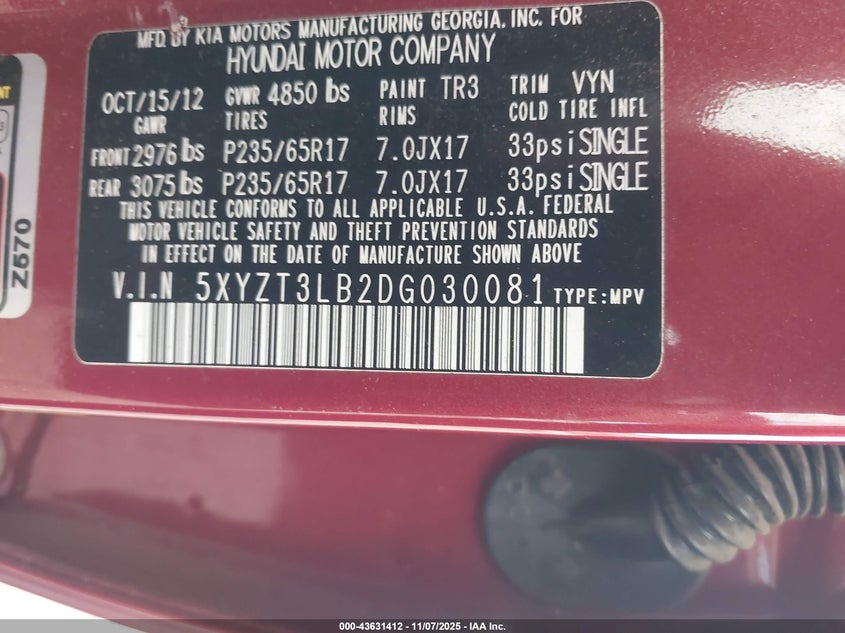 MFD BY KIA MOTORS MANUFACTURING GEORGIA, INC. FOR
HYUNDAI MOTOR COMPANY
OCT/15/12 GVWR 4850 lbs PAINT TR3 TRIM VYN
GAWR TIRES RIMS COLD TIRE INFL
FRONT 2976 lbs P235/65R17 7.0JX17 33psi SINGLE
REAR 3075 lbs P235/65R17 7.0JX17 33psi SINGLE
THIS VEHICLE CONFORMS TO ALL APPLICABLE U.S.A. FEDERAL
MOTOR VEHICLE SAFETY AND THEFT PREVENTION STANDARDS
IN EFFECT ON THE DATE OF MANUFACTURE SHOWN ABOVE
V.I.N 5XYZT3LB2DG030081 TYPE:MPV
Z670
000-43631412 - 11/07/2025 - IAA Inc.